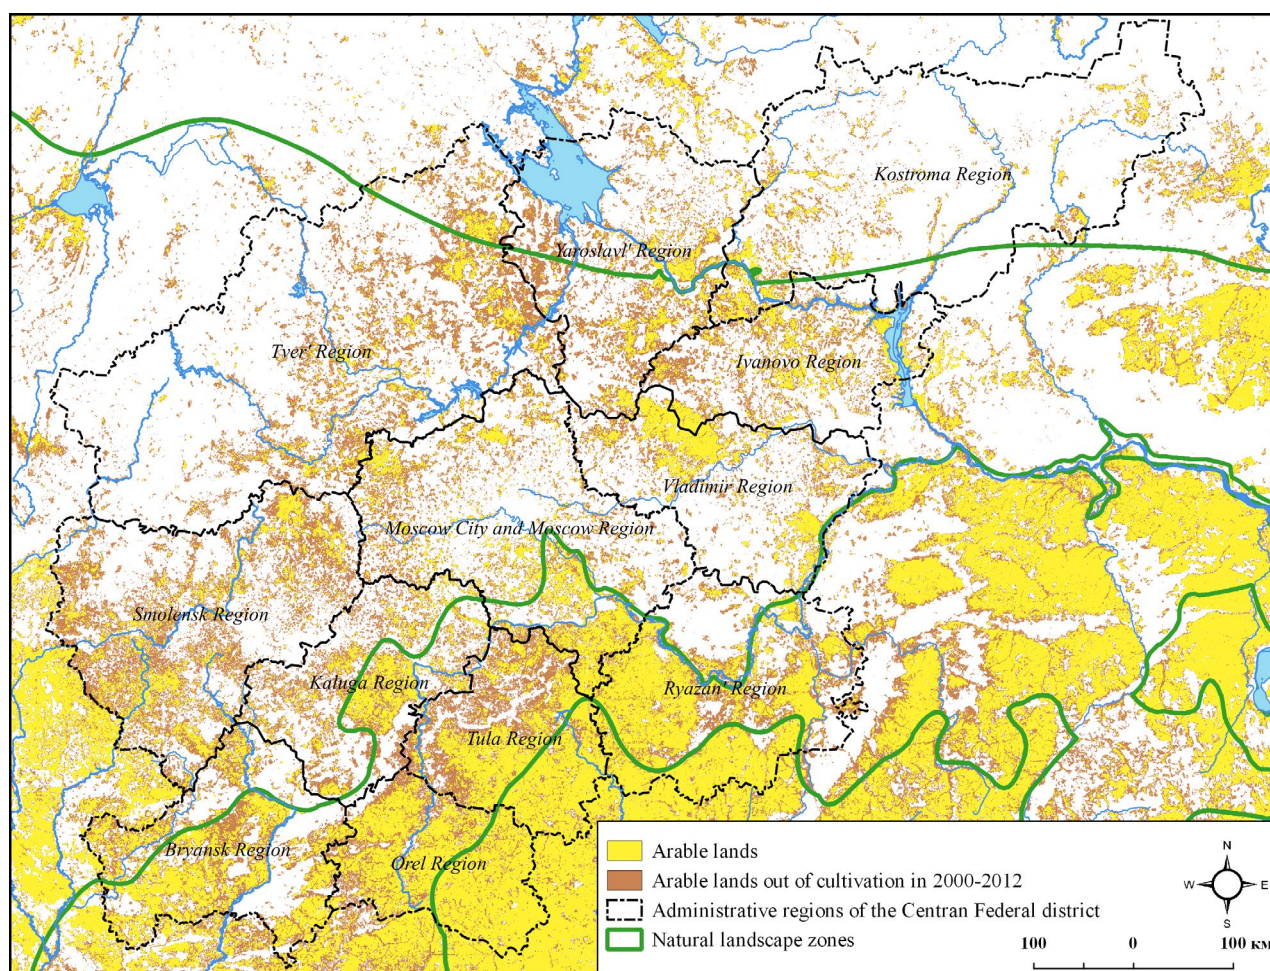 Kostroma Region
Yaroslavl' Region
Tver' Region
Ivanovo Region
Vladimir Region
Moscow City and Moscow Region
Smolensk Region
Kaluga Region
Ryazan' Region
Tula Region
Bryansk Region
Orel Region
Arable lands
Arable lands out of cultivation in 2000-2012
Administrative regions of the Centran Federal district
Natural landscape zones
N
W E
S
100 0 100 км